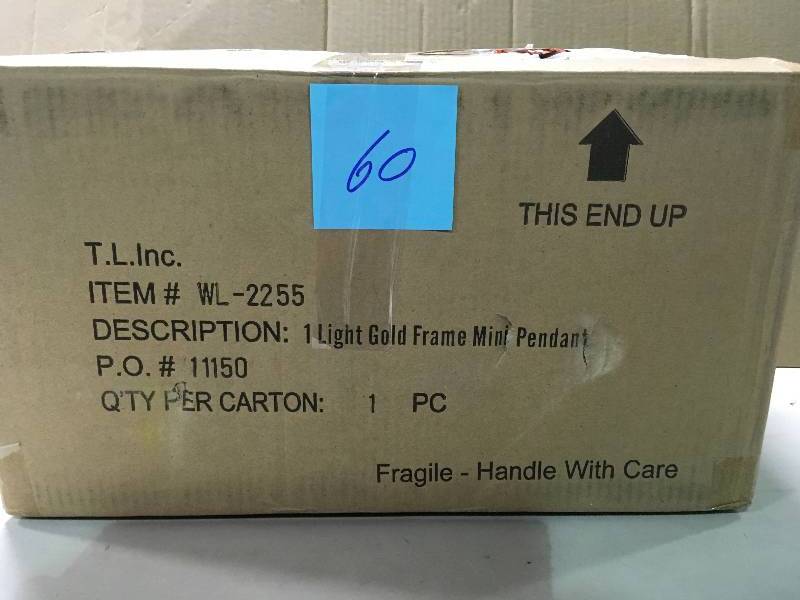 60
THIS END UP
T.L.Inc.
ITEM # WL-2255
DESCRIPTION: 1 Light Gold Frame Mini Pendant
P.O. # 11150
Q'TY PER CARTON: 1 PC
Fragile - Handle With Care